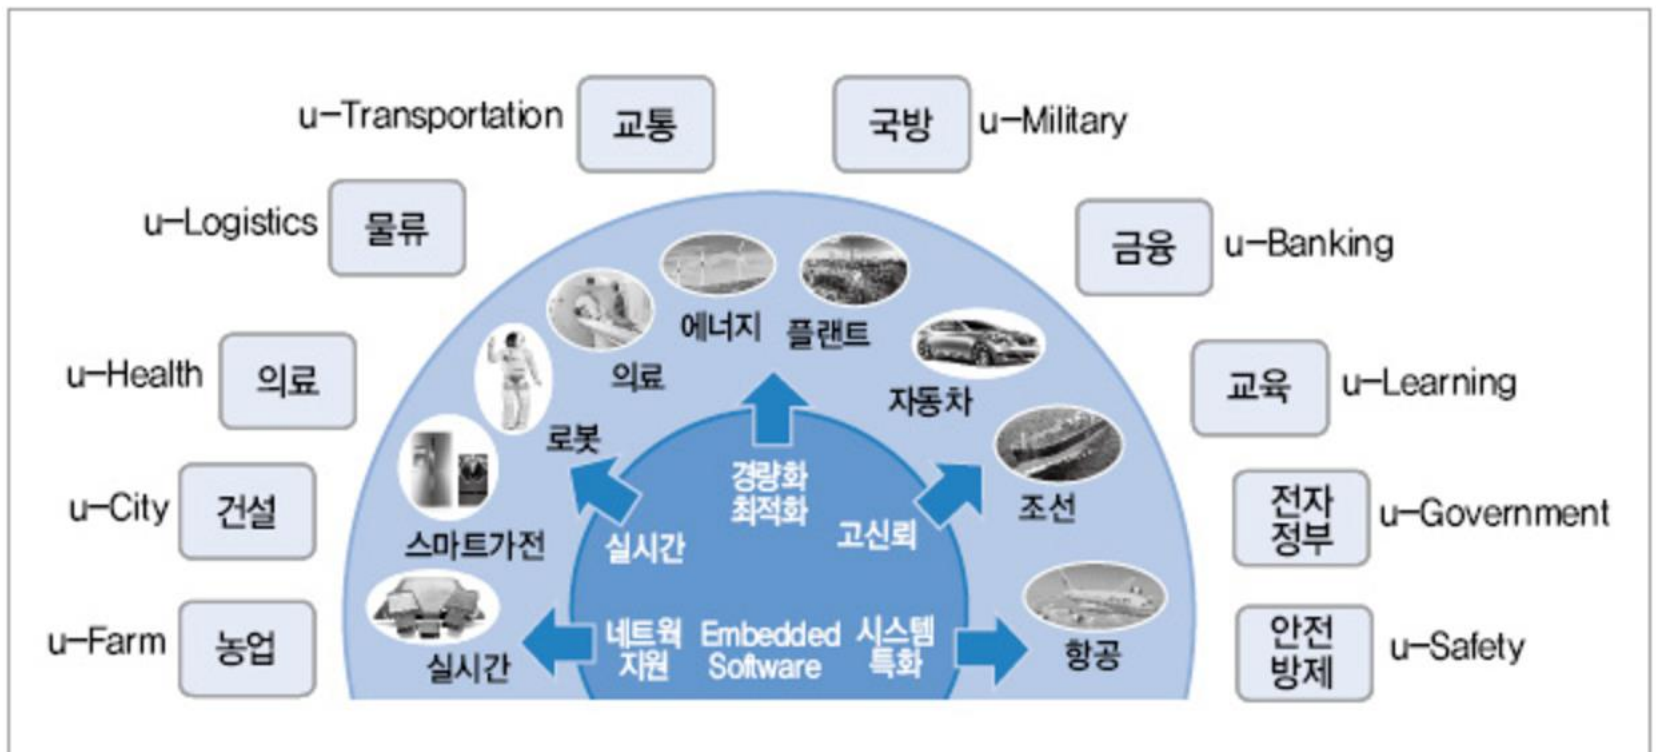 u-Transportation
교통
국방
u-Military
u-Logistics
물류
금융
u-Banking
에너지
플랜트
u-Health
의료
의료
자동차
교육
u-Learning
로봇
경량화
최적화
u-City
건설
스마트가전
실시간
고신뢰
조선
전자
정부
u-Government
u-Farm
농업
실시간
네트웍
지원
Embedded
Software
시스템
특화
항공
안전
방제
u-Safety